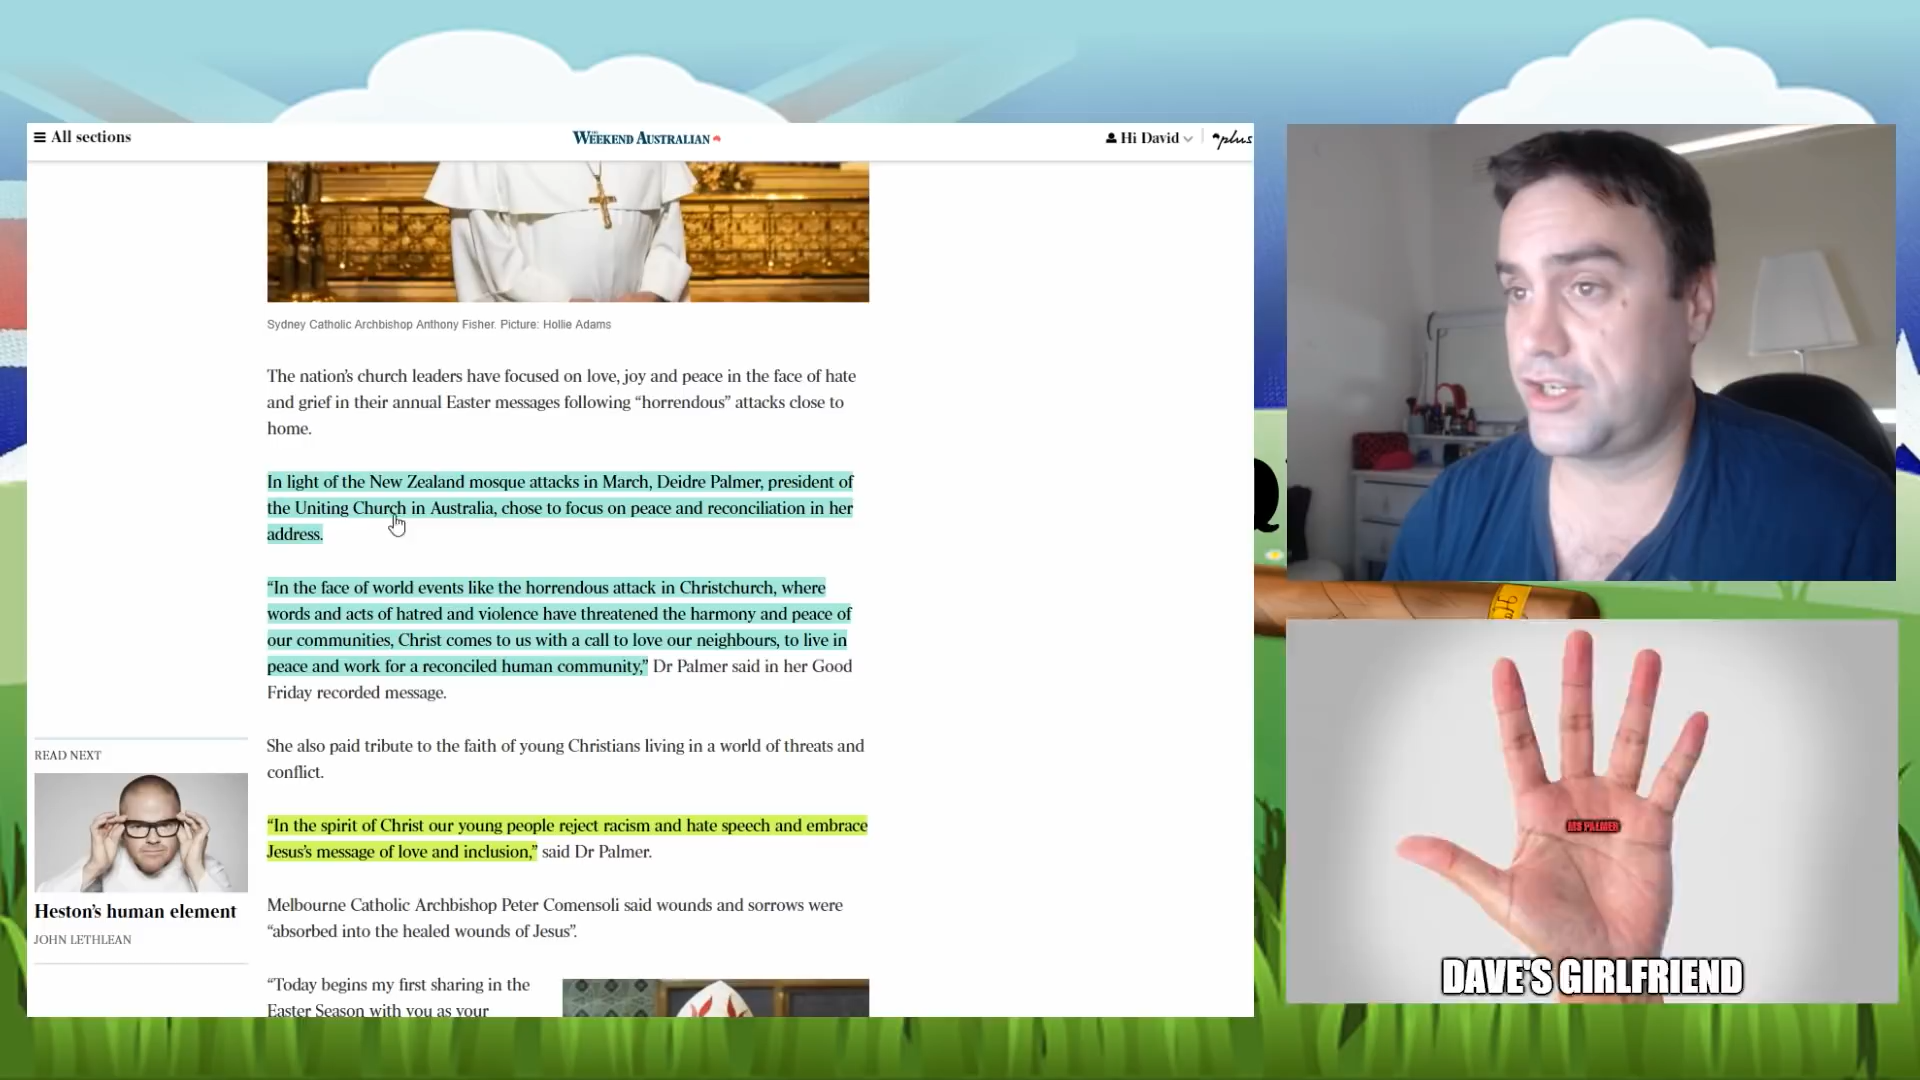 All sections
THE WEEKEND AUSTRALIAN
Hi David
plus
Sydney Catholic Archbishop Anthony Fisher. Picture: Hollie Adams
The nation's church leaders have focused on love, joy and peace in the face of hate
and grief in their annual Easter messages following “horrendous” attacks close to
home.
In light of the New Zealand mosque attacks in March, Deidre Palmer, president of
the Uniting Church in Australia, chose to focus on peace and reconciliation in her
address.
“In the face of world events like the horrendous attack in Christchurch, where
words and acts of hatred and violence have threatened the harmony and peace of
our communities, Christ comes to us with a call to love our neighbours, to live in
peace and work for a reconciled human community,” Dr Palmer said in her Good
Friday recorded message.
She also paid tribute to the faith of young Christians living in a world of threats and
conflict.
“In the spirit of Christ our young people reject racism and hate speech and embrace
Jesus’s message of love and inclusion,” said Dr Palmer.
Melbourne Catholic Archbishop Peter Comensoli said wounds and sorrows were
“absorbed into the healed wounds of Jesus”.
“Today begins my first sharing in the
Easter Season with you as your
READ NEXT
Heston’s human element
JOHN LETHLEAN
MS PALMER
DAVE'S GIRLFRIEND